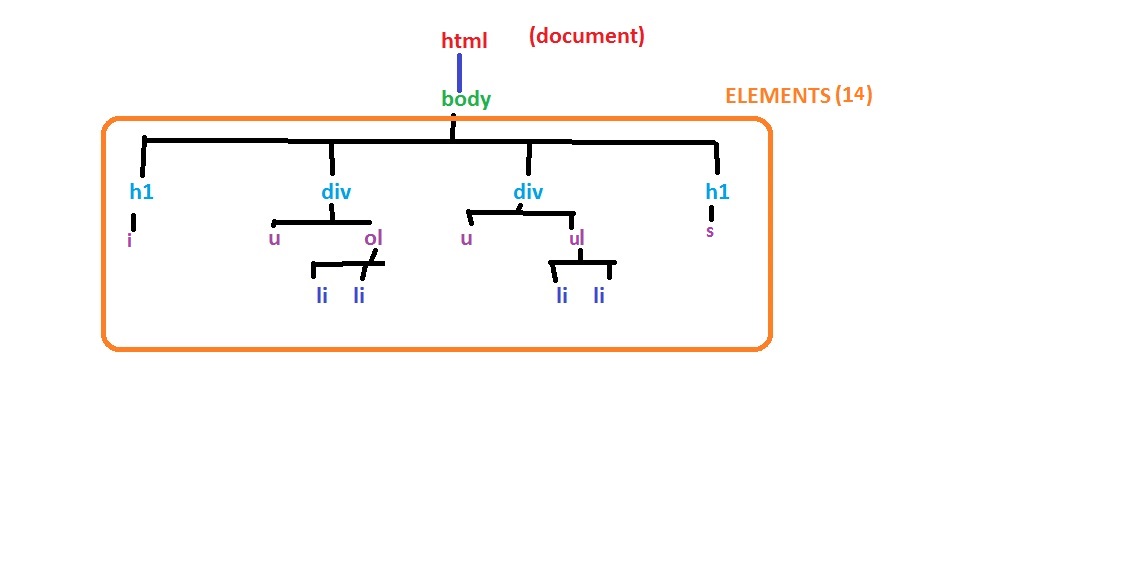 html (document)
body
ELEMENTS (14)
h1 div div h1
i u ol u ul s
li li li li